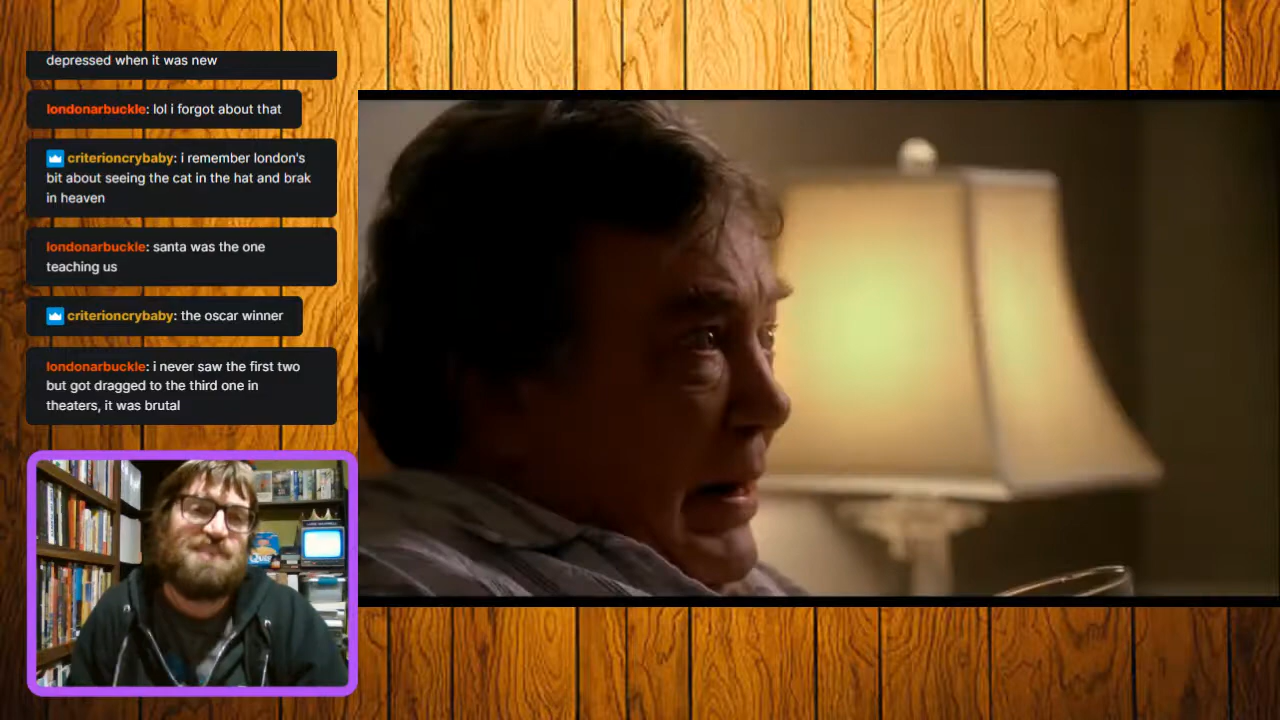 depressed when it was new
londonarbuckle: lol i forgot about that
criterioncrybaby: i remember london's
bit about seeing the cat in the hat and brak
in heaven
londonarbuckle: santa was the one
teaching us
criterioncrybaby: the oscar winner
londonarbuckle: i never saw the first two
but got dragged to the third one in
theaters, it was brutal